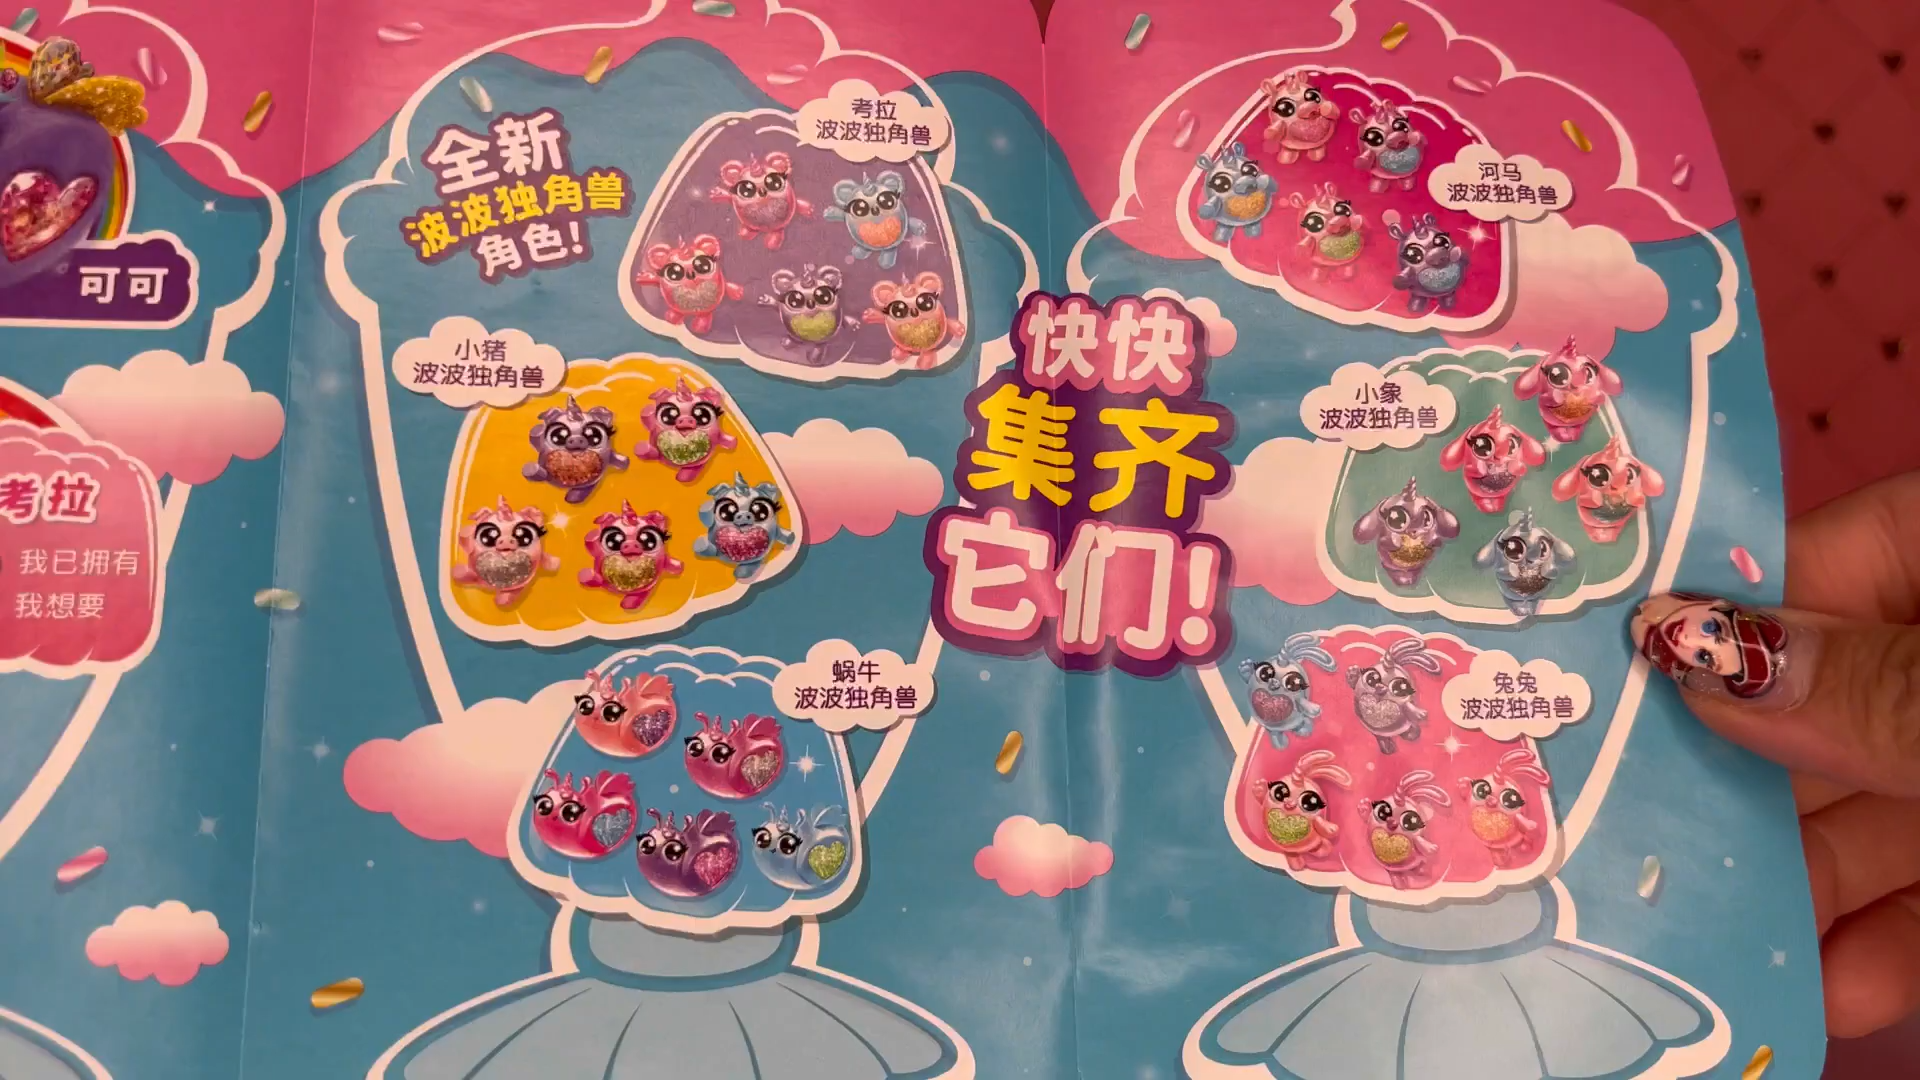 可可
考拉
我已拥有
我想要
全新
波波独角兽
角色!
考拉
波波独角兽
小猪
波波独角兽
蜗牛
波波独角兽
快快
集齐
它们!
河马
波波独角兽
小象
波波独角兽
兔兔
波波独角兽